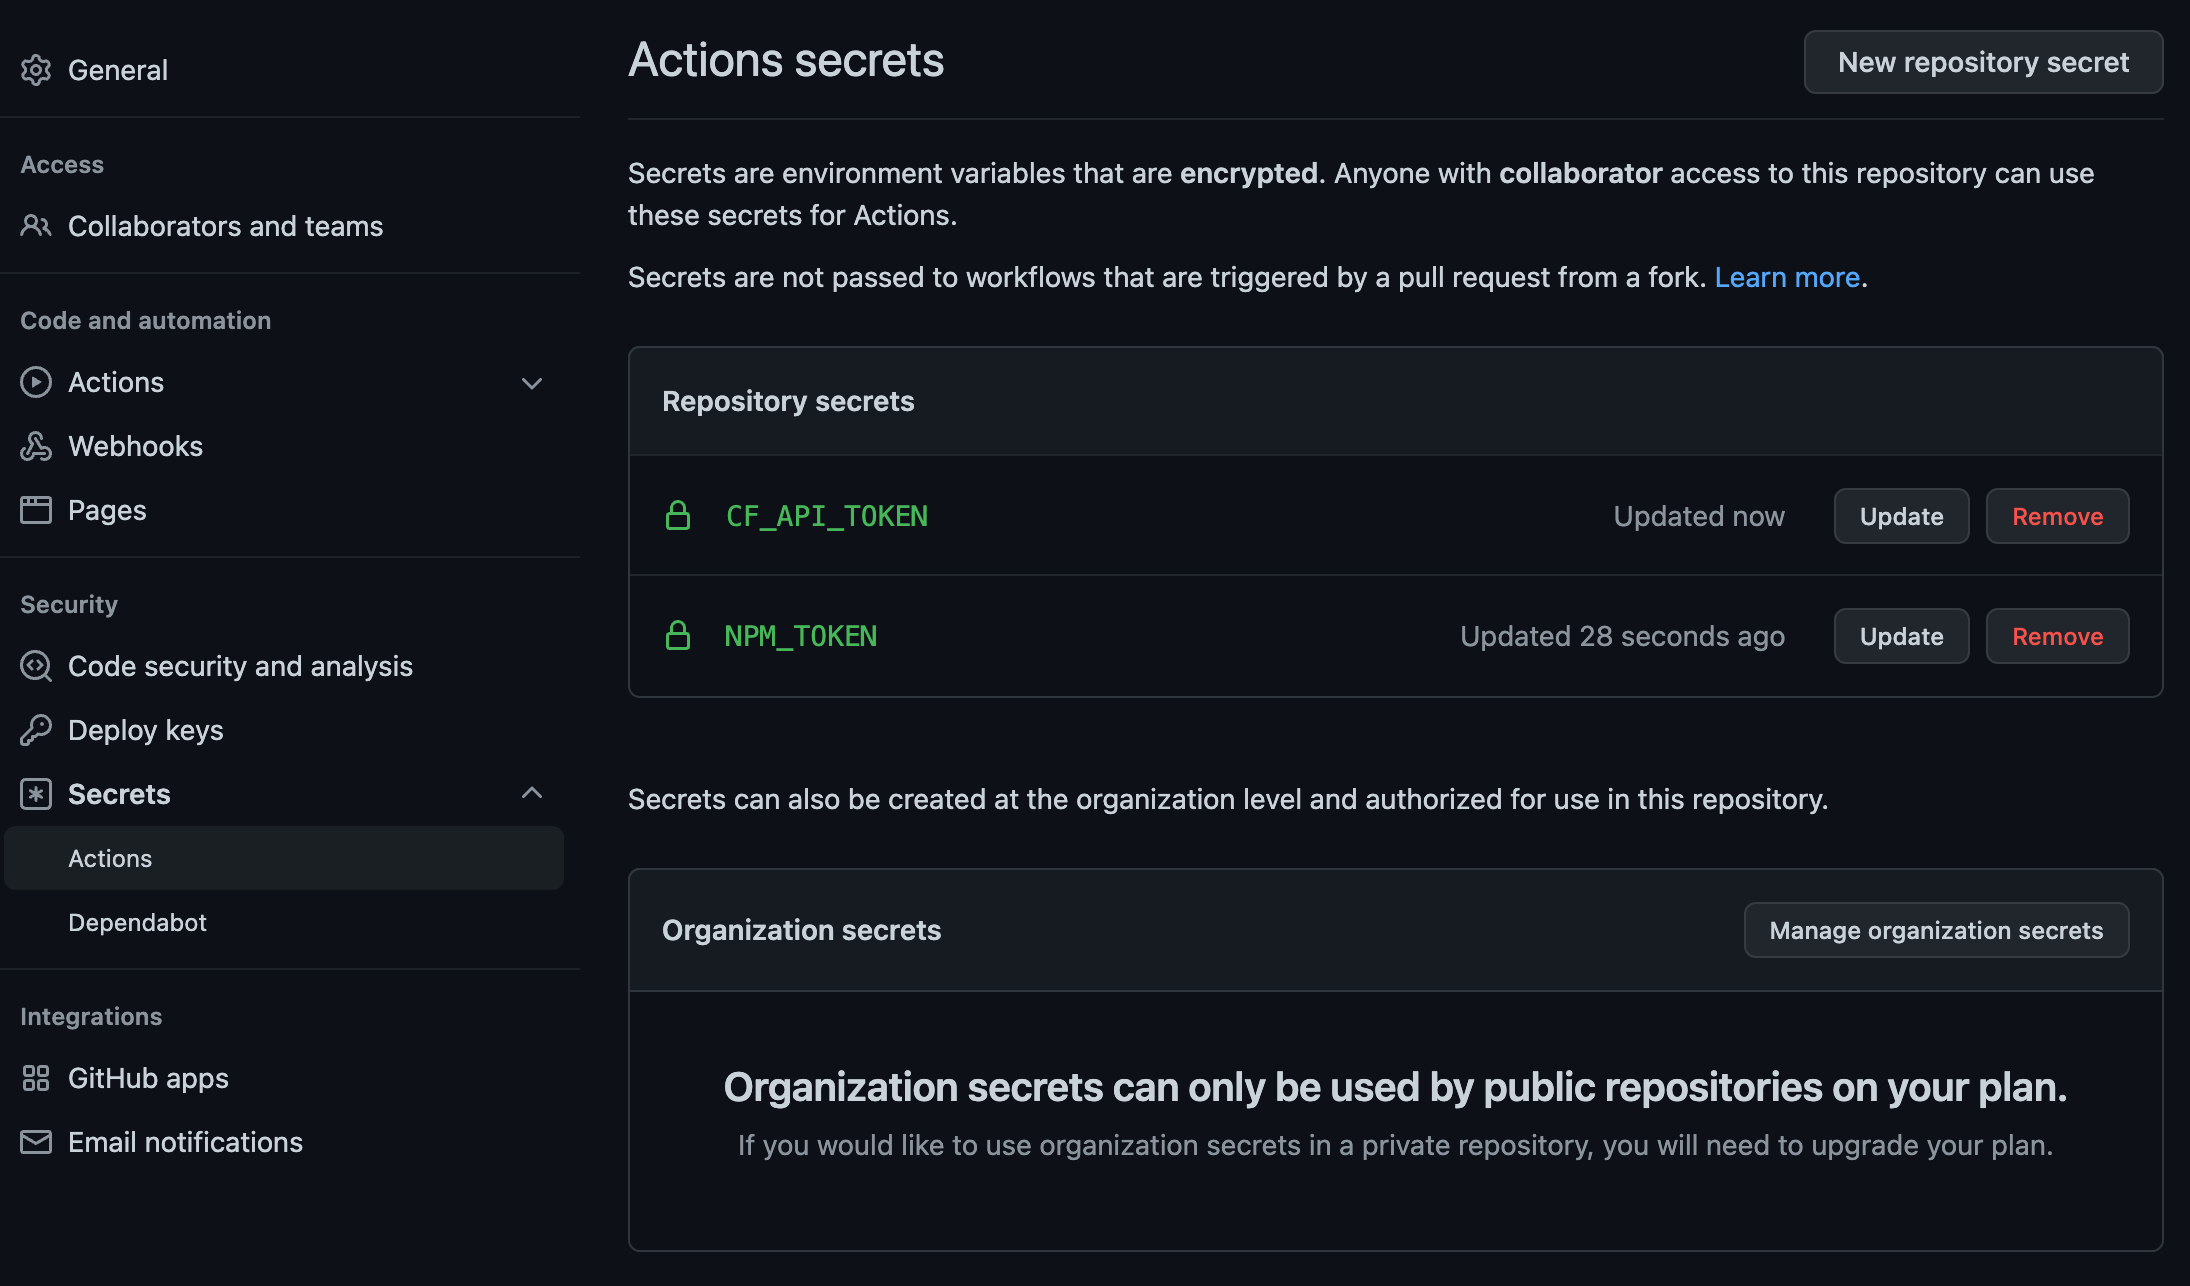 General
Access
Collaborators and teams
Code and automation
Actions
Webhooks
Pages
Security
Code security and analysis
Deploy keys
Secrets
Actions
Dependabot
Integrations
GitHub apps
Email notifications
Actions secrets
New repository secret
Secrets are environment variables that are encrypted. Anyone with collaborator access to this repository can use
these secrets for Actions.
Secrets are not passed to workflows that are triggered by a pull request from a fork. Learn more.
Repository secrets
CF_API_TOKEN Updated now Update Remove
NPM_TOKEN Updated 28 seconds ago Update Remove
Secrets can also be created at the organization level and authorized for use in this repository.
Organization secrets Manage organization secrets
Organization secrets can only be used by public repositories on your plan.
If you would like to use organization secrets in a private repository, you will need to upgrade your plan.